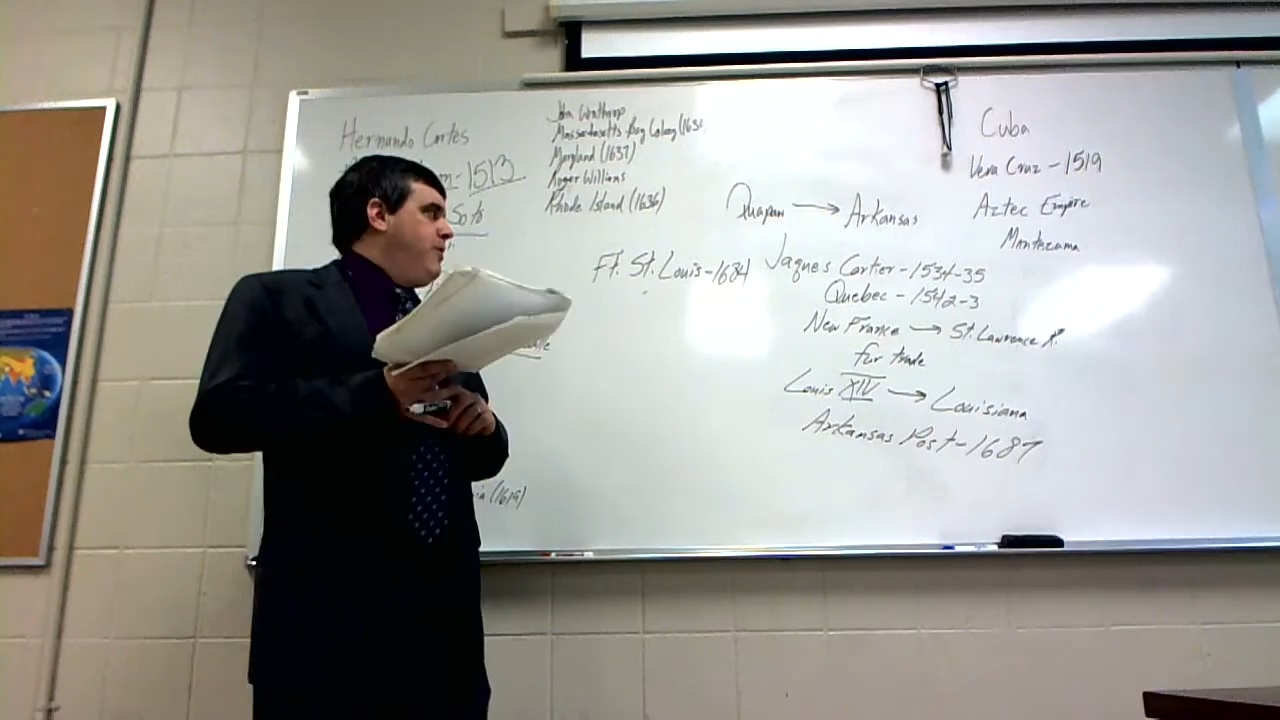 Hernando Cortes
1513
Soto
(1619)
John Winthrop
Massachusetts Bay Colony (163
Maryland (1637)
Roger Williams
Rhode Island (1636)
Quapaw → Arkansas
Ft. St. Louis-1684
Jaques Cartier-1534-35
Quebec-1542-3
New France → St. Lawrence R.
fur trade
Louis XIV → Louisiana
Arkansas Post-1687
Cuba
Vera Cruz-1519
Aztec Empire
Montezuma